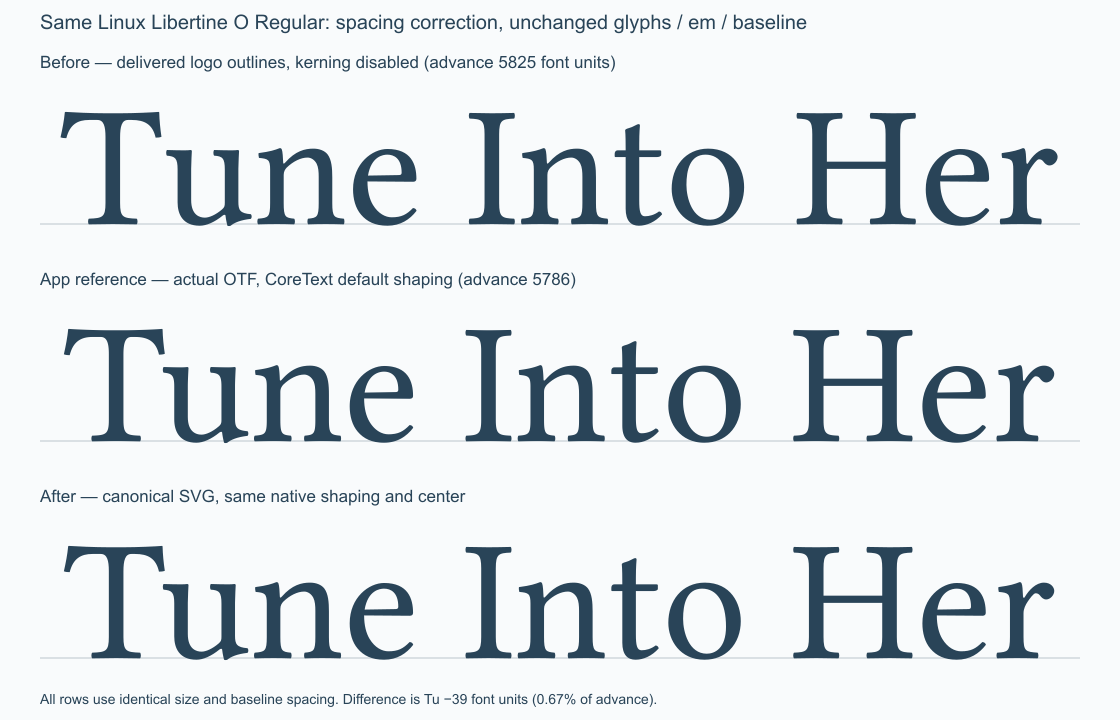 Same Linux Libertine O Regular: spacing correction, unchanged glyphs / em / baseline
Before — delivered logo outlines, kerning disabled (advance 5825 font units)
Tune Into Her
App reference — actual OTF, CoreText default shaping (advance 5786)
Tune Into Her
After — canonical SVG, same native shaping and center
Tune Into Her
All rows use identical size and baseline spacing. Difference is Tu −39 font units (0.67% of advance).